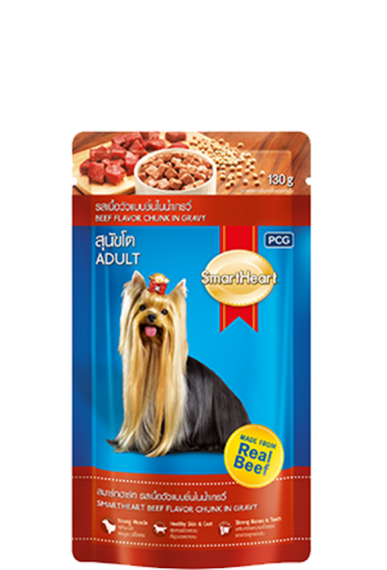 130 g
รสเนื้อวัวแบบชิ้นในน้ำเกรวี่
BEEF FLAVOR CHUNK IN GRAVY
สุนัขโต
ADULT
PCG
SmartHeart
MADE FROM
Real
Beef
สมาร์ทฮาร์ท รสเนื้อวัวแบบชิ้นในน้ำเกรวี่
SMARTHEART BEEF FLAVOR CHUNK IN GRAVY
Strong Muscle
Healthy Skin & Coat
Strong Bones & Teeth